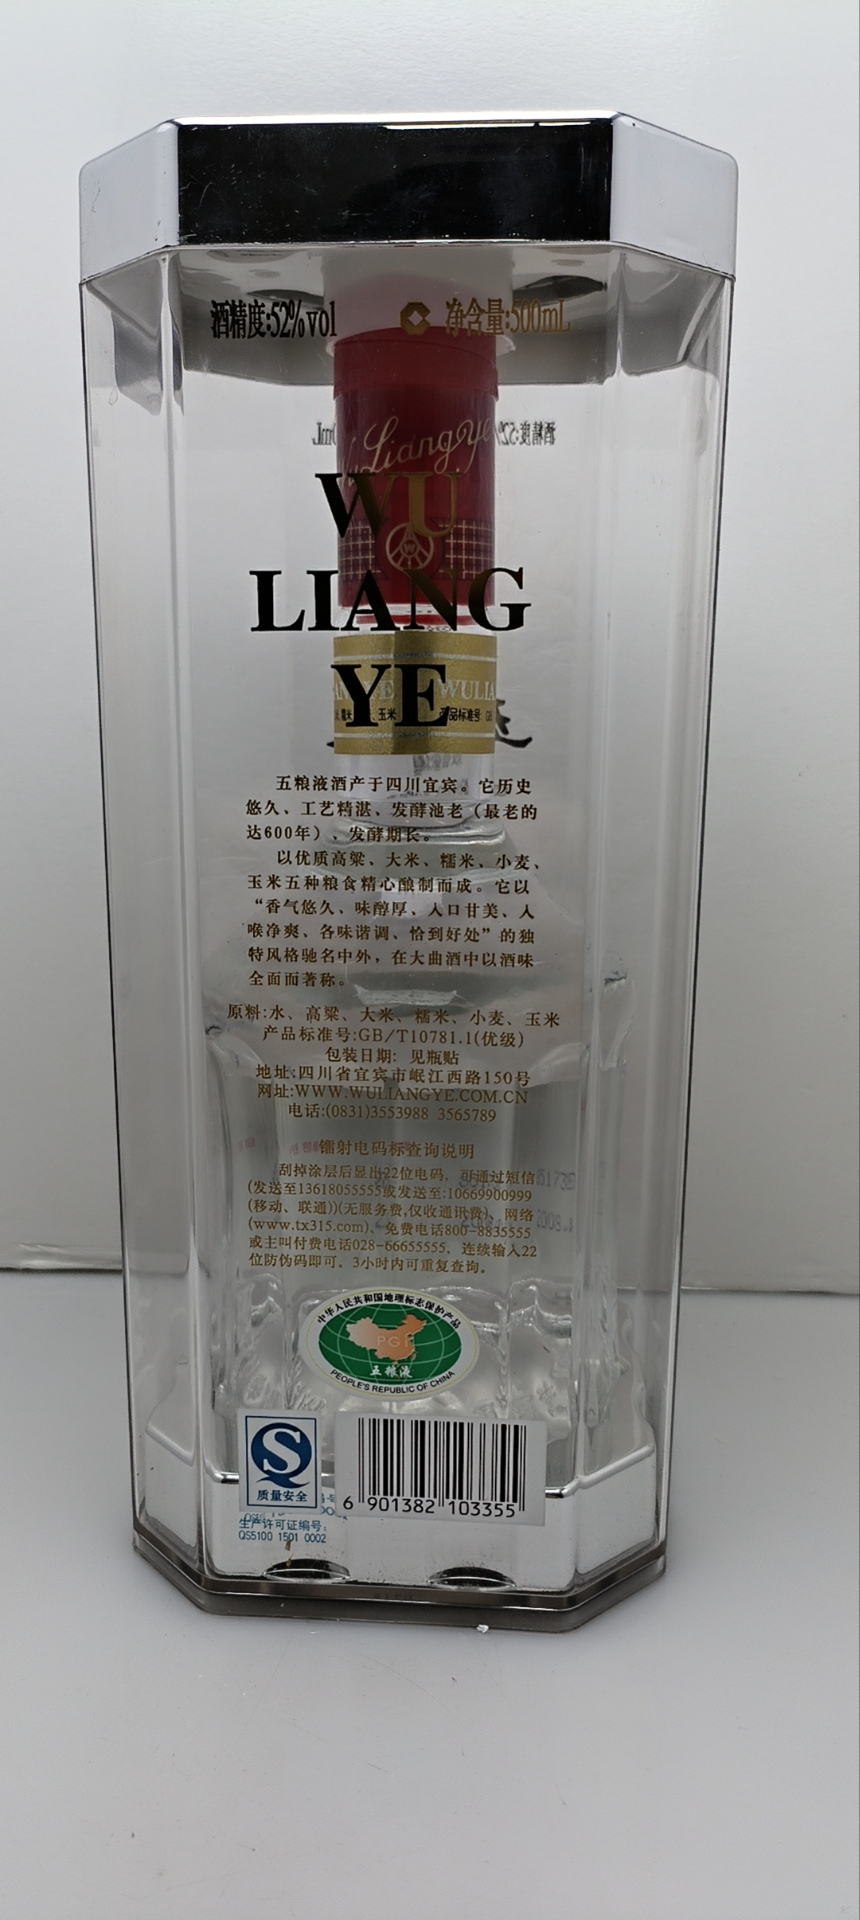 酒精度:52%vol 净含量:500mL
Liangye
WU
LIANG
YE
WULIA
糯米 玉米 产品标准号
五粮液酒产于四川宜宾。它历史
悠久、工艺精湛、发酵池老（最老的
达600年）、发酵期长。
以优质高粱、大米、糯米、小麦、
玉米五种粮食精心酿制而成。它以
“香气悠久、味醇厚、入口甘美、入
喉净爽、各味谐调、恰到好处”的独
特风格驰名中外，在大曲酒中以酒味
全面而著称。
原料:水、高粱、大米、糯米、小麦、玉米
产品标准号:GB/T10781.1(优级)
包装日期: 见瓶贴
地址:四川省宜宾市岷江西路150号
网址:WWW.WULIANGYE.COM.CN
电话:(0831)3553988 3565789
镭射电码标查询说明
刮掉涂层后显出22位电码，可通过短信
(发送至13618055555或发送至:10669900999
(移动、联通))(无服务费,仅收通讯费)、网络
(www.tx315.com)、免费电话800-8835555
或主叫付费电话028-66655555，连续输入22
位防伪码即可。3小时内可重复查询。
中华人民共和国地理标志保护产品
PGI
五粮液
PEOPLE'S REPUBLIC OF CHINA
质量安全
6 901382 103355
生产许可证编号:
QS5100 1501 0002